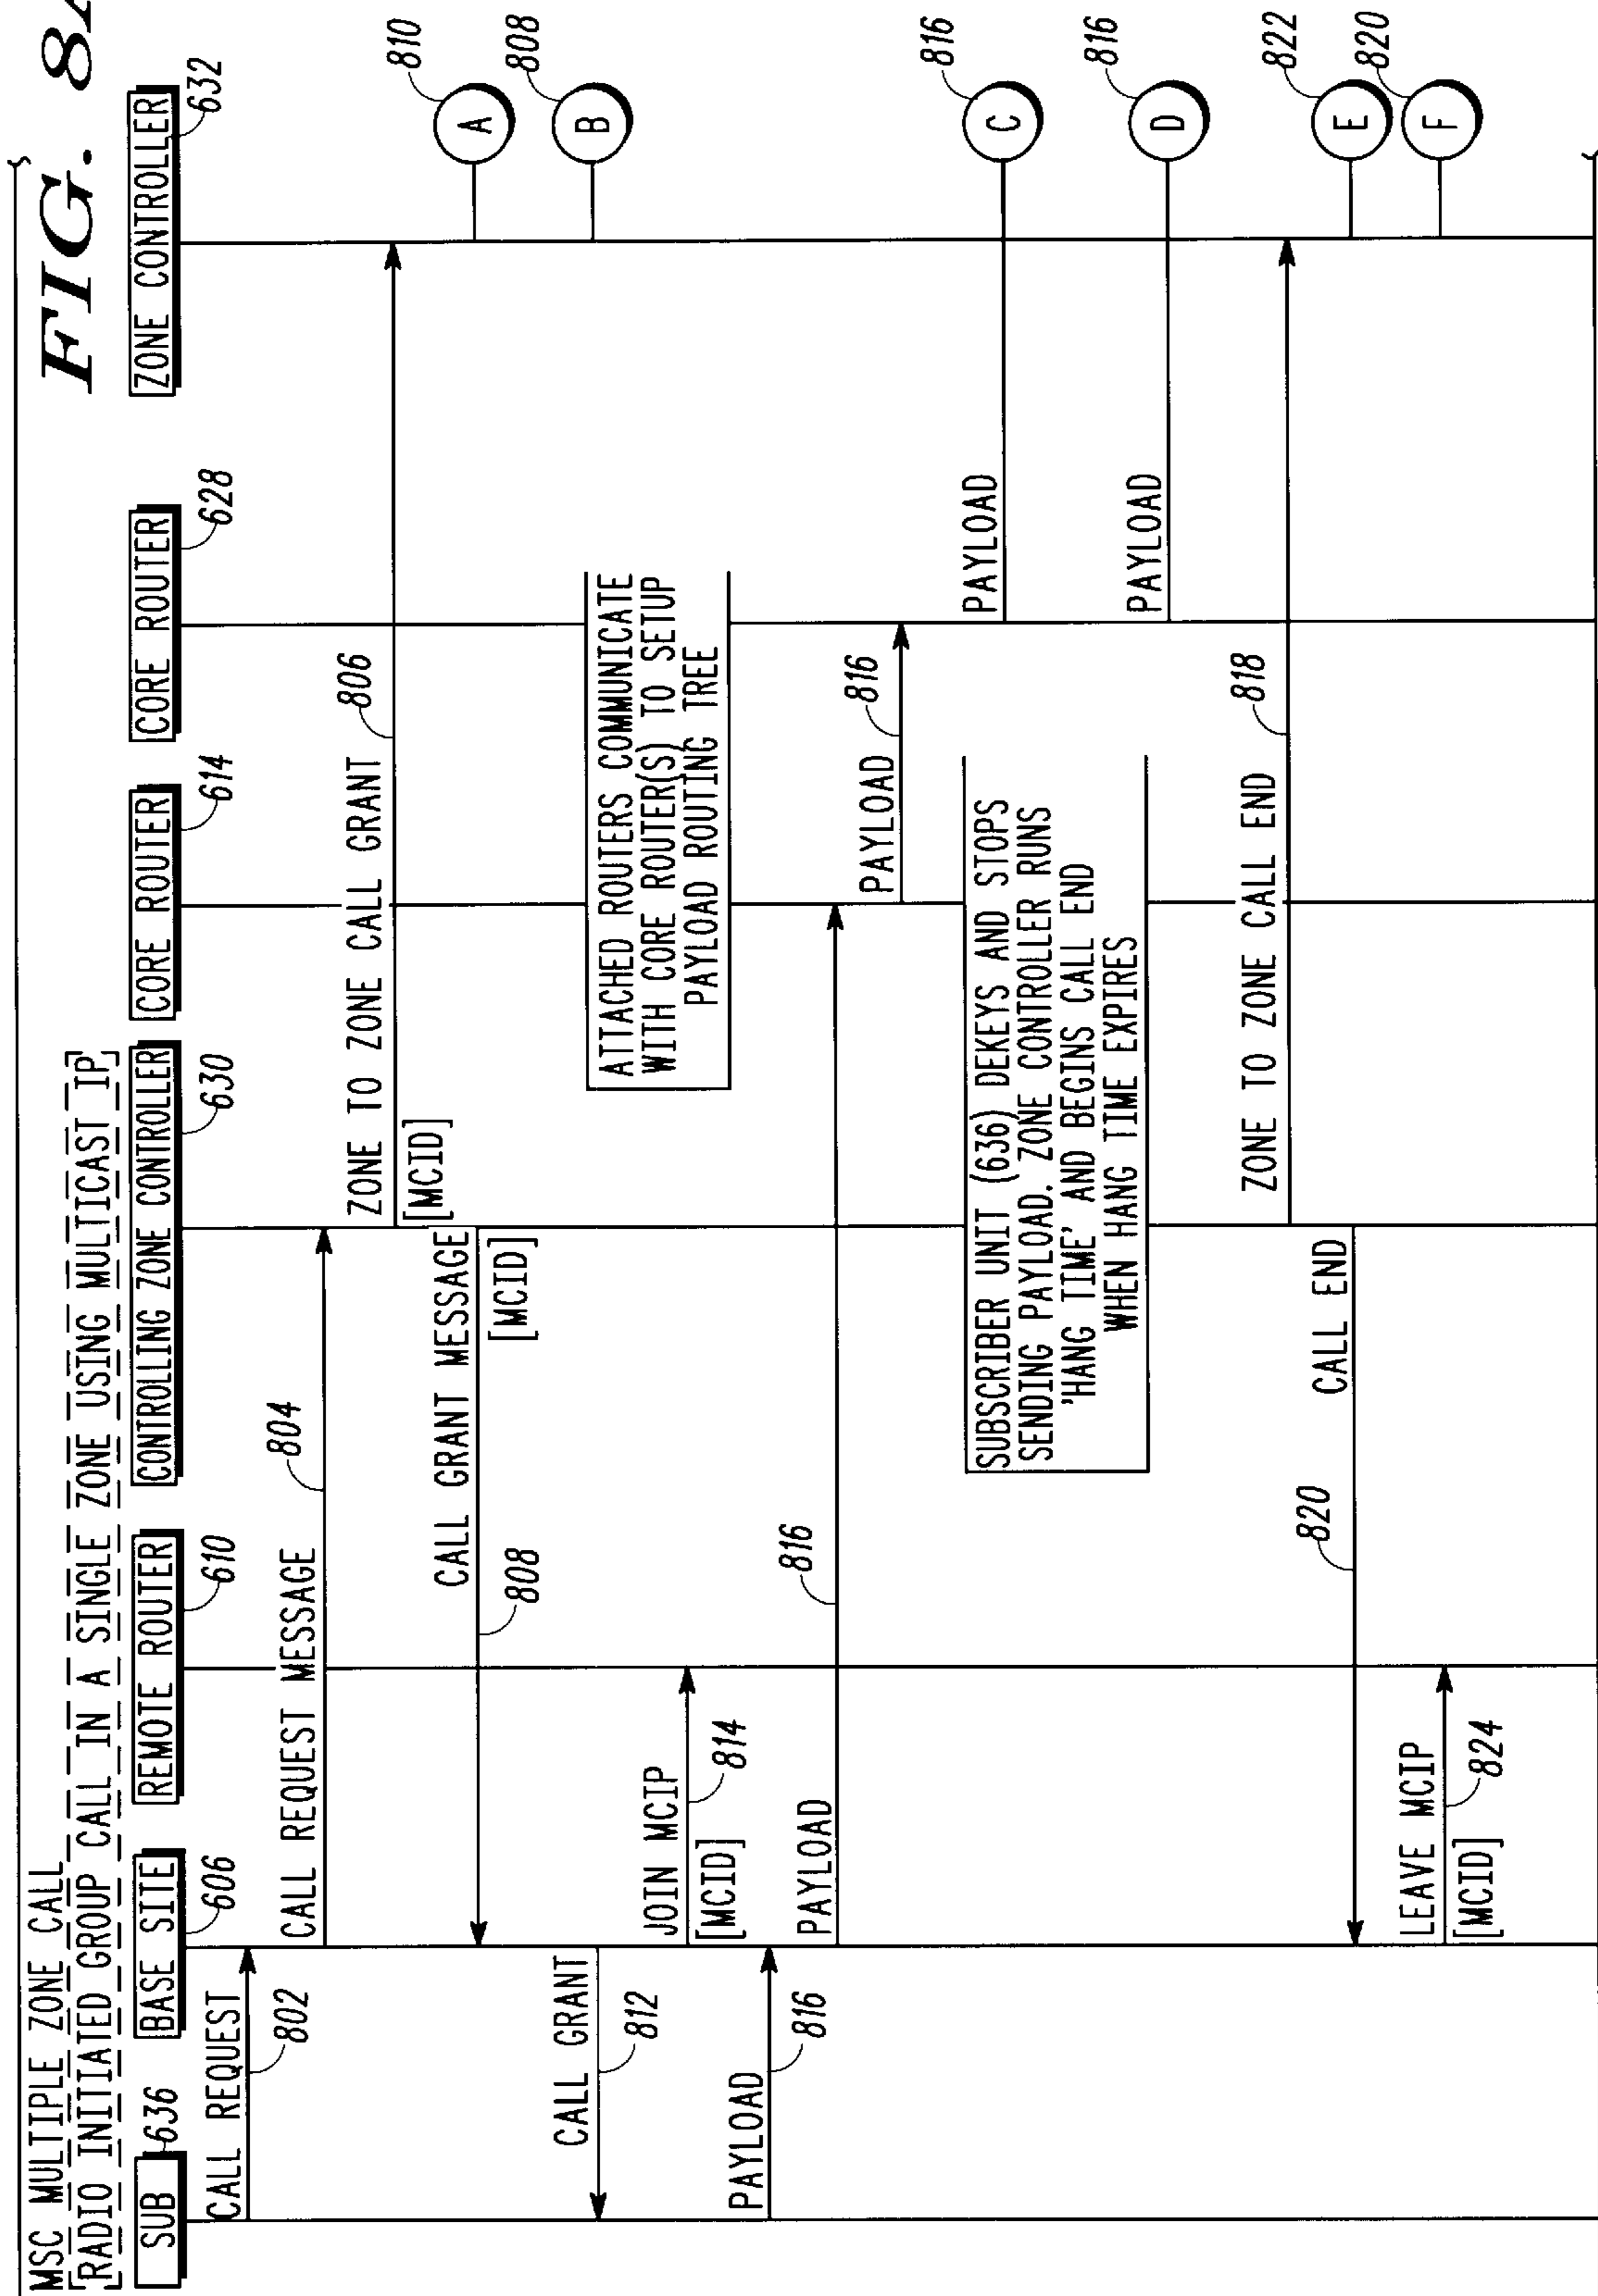 FIG. 8A
MSC MULTIPLE ZONE CALL
[RADIO INITIATED GROUP CALL IN A SINGLE ZONE USING MULTICAST IP]
SUB
636
BASE SITE
606
REMOTE ROUTER
610
CONTROLLING ZONE CONTROLLER
630
CORE ROUTER
614
CORE ROUTER
628
ZONE CONTROLLER
632
CALL REQUEST
802
CALL REQUEST MESSAGE
804
ZONE TO ZONE CALL GRANT
806
[MCID]
CALL GRANT MESSAGE
808
[MCID]
A
810
B
808
CALL GRANT
812
ATTACHED ROUTERS COMMUNICATE
WITH CORE ROUTER(S) TO SETUP
PAYLOAD ROUTING TREE
JOIN MCIP
814
[MCID]
PAYLOAD
816
PAYLOAD
816
PAYLOAD
816
PAYLOAD
C
816
SUBSCRIBER UNIT (636) DEKEYS AND STOPS
SENDING PAYLOAD. ZONE CONTROLLER RUNS
'HANG TIME' AND BEGINS CALL END
WHEN HANG TIME EXPIRES
PAYLOAD
D
816
ZONE TO ZONE CALL END
818
CALL END
820
E
822
LEAVE MCIP
824
[MCID]
F
820